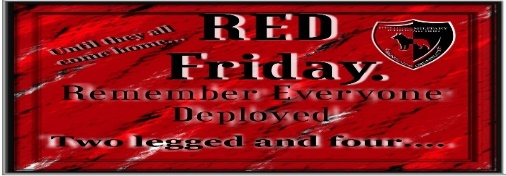 Until they all
come home...
RED
Friday.
Remember Everyone
Deployed
Two legged and four....